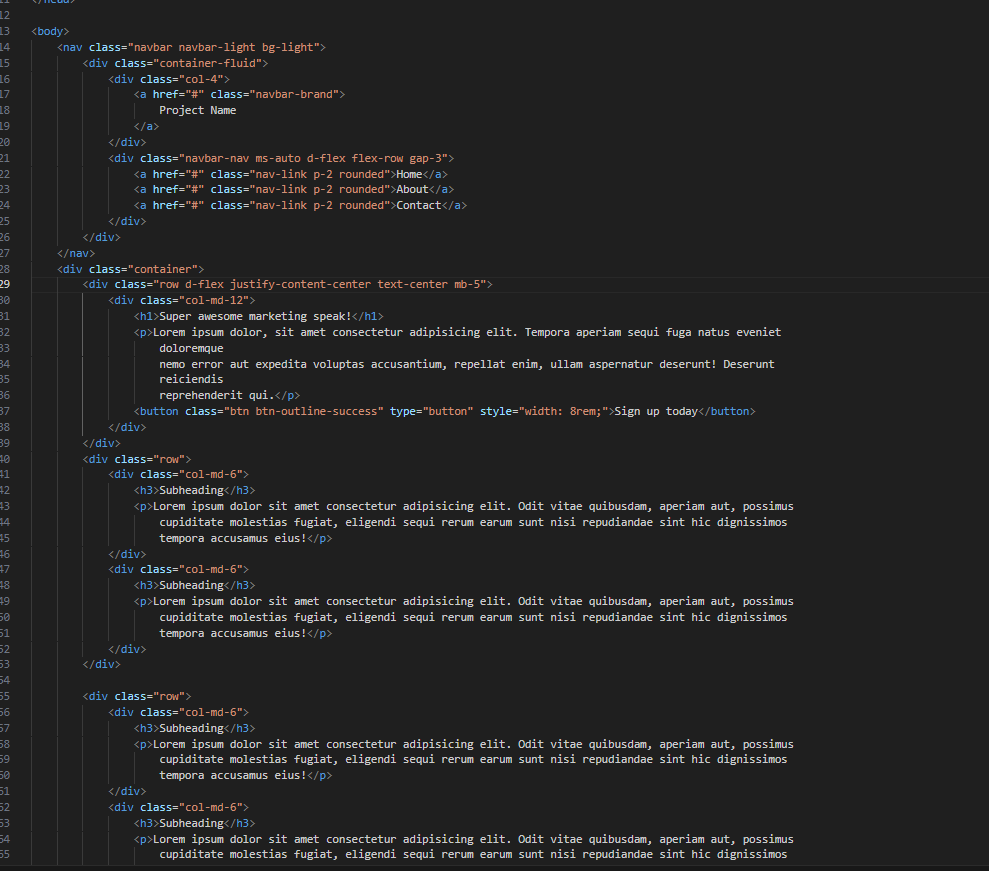 11 </head>
12
13 <body>
14 <nav class="navbar navbar-light bg-light">
15 <div class="container-fluid">
16 <div class="col-4">
17 <a href="#" class="navbar-brand">
18 Project Name
19 </a>
20 </div>
21 <div class="navbar-nav ms-auto d-flex flex-row gap-3">
22 <a href="#" class="nav-link p-2 rounded">Home</a>
23 <a href="#" class="nav-link p-2 rounded">About</a>
24 <a href="#" class="nav-link p-2 rounded">Contact</a>
25 </div>
26 </div>
27 </nav>
28 <div class="container">
29 <div class="row d-flex justify-content-center text-center mb-5">
30 <div class="col-md-12">
31 <h1>Super awesome marketing speak!</h1>
32 <p>Lorem ipsum dolor, sit amet consectetur adipisicing elit. Tempora aperiam sequi fuga natus eveniet
33 doloremque
34 nemo error aut expedita voluptas accusantium, repellat enim, ullam aspernatur deserunt! Deserunt
35 reiciendis
36 reprehenderit qui.</p>
37 <button class="btn btn-outline-success" type="button" style="width: 8rem;">Sign up today</button>
38 </div>
39 </div>
40 <div class="row">
41 <div class="col-md-6">
42 <h3>Subheading</h3>
43 <p>Lorem ipsum dolor sit amet consectetur adipisicing elit. Odit vitae quibusdam, aperiam aut, possimus
44 cupiditate molestias fugiat, eligendi sequi rerum earum sunt nisi repudiandae sint hic dignissimos
45 tempora accusamus eius!</p>
46 </div>
47 <div class="col-md-6">
48 <h3>Subheading</h3>
49 <p>Lorem ipsum dolor sit amet consectetur adipisicing elit. Odit vitae quibusdam, aperiam aut, possimus
50 cupiditate molestias fugiat, eligendi sequi rerum earum sunt nisi repudiandae sint hic dignissimos
51 tempora accusamus eius!</p>
52 </div>
53 </div>
54
55 <div class="row">
56 <div class="col-md-6">
57 <h3>Subheading</h3>
58 <p>Lorem ipsum dolor sit amet consectetur adipisicing elit. Odit vitae quibusdam, aperiam aut, possimus
59 cupiditate molestias fugiat, eligendi sequi rerum earum sunt nisi repudiandae sint hic dignissimos
60 tempora accusamus eius!</p>
61 </div>
62 <div class="col-md-6">
63 <h3>Subheading</h3>
64 <p>Lorem ipsum dolor sit amet consectetur adipisicing elit. Odit vitae quibusdam, aperiam aut, possimus
65 cupiditate molestias fugiat, eligendi sequi rerum earum sunt nisi repudiandae sint hic dignissimos